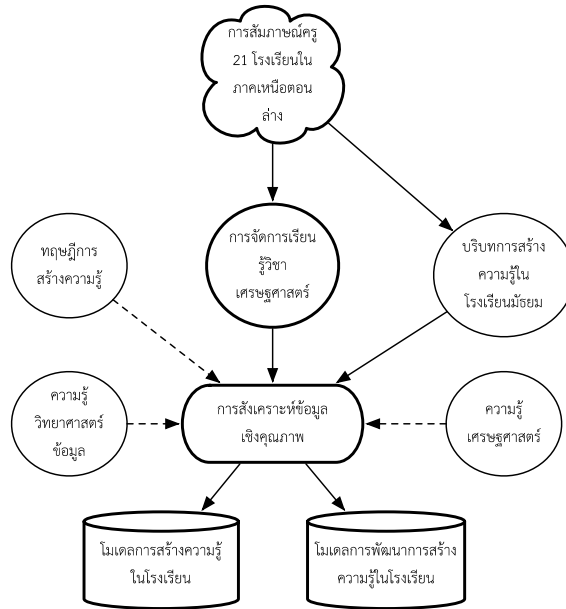 การสัมภาษณ์ครู
21 โรงเรียนใน
ภาคเหนือตอน
ล่าง
ทฤษฎีการ
สร้างความรู้
การจัดการเรียน
รู้วิชา
เศรษฐศาสตร์
บริบทการสร้าง
ความรู้ใน
โรงเรียนมัธยม
ความรู้
วิทยาศาสตร์
ข้อมูล
การสังเคราะห์ข้อมูล
เชิงคุณภาพ
ความรู้
เศรษฐศาสตร์
โมเดลการสร้างความรู้
ในโรงเรียน
โมเดลการพัฒนาการสร้าง
ความรู้ในโรงเรียน